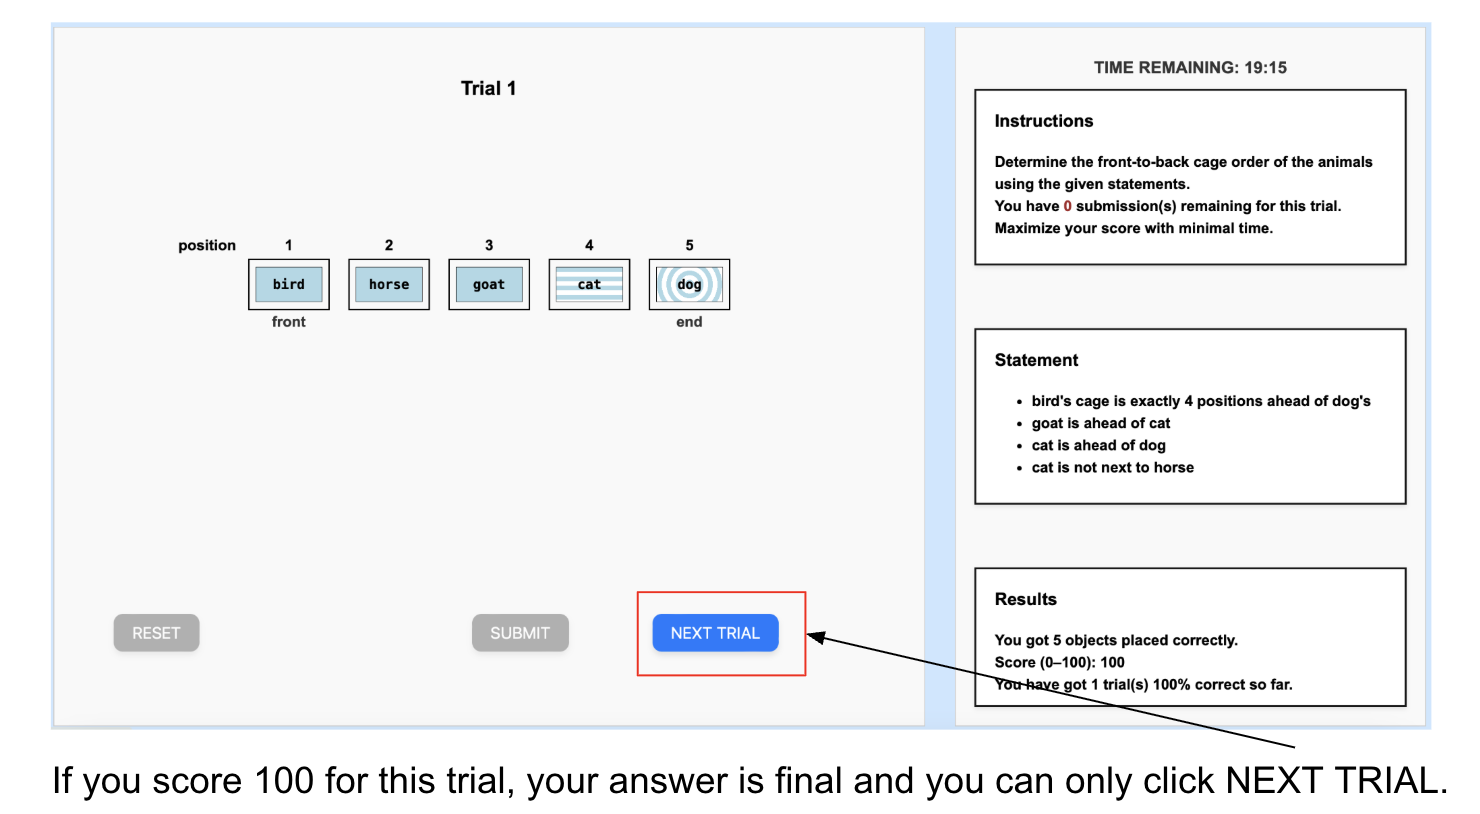 Trial 1
position 1 2 3 4 5
bird horse goat cat dog
front end
RESET SUBMIT NEXT TRIAL
TIME REMAINING: 19:15
Instructions
Determine the front-to-back cage order of the animals
using the given statements.
You have 0 submission(s) remaining for this trial.
Maximize your score with minimal time.
Statement
• bird's cage is exactly 4 positions ahead of dog's
• goat is ahead of cat
• cat is ahead of dog
• cat is not next to horse
Results
You got 5 objects placed correctly.
Score (0–100): 100
You have got 1 trial(s) 100% correct so far.
If you score 100 for this trial, your answer is final and you can only click NEXT TRIAL.